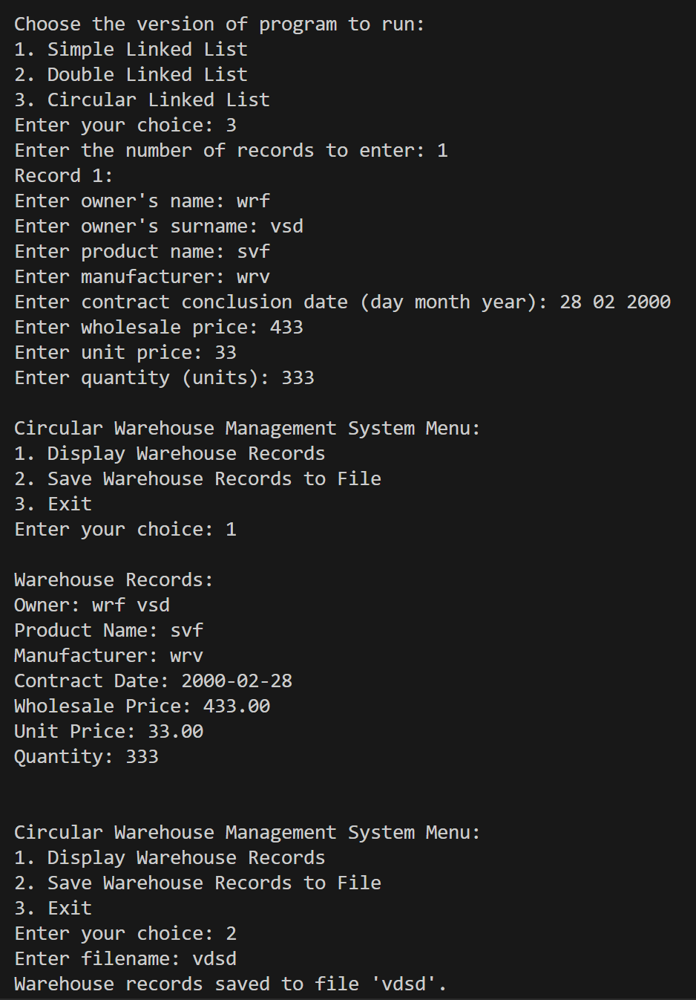 Choose the version of program to run:
1. Simple Linked List
2. Double Linked List
3. Circular Linked List
Enter your choice: 3
Enter the number of records to enter: 1
Record 1:
Enter owner's name: wrf
Enter owner's surname: vsd
Enter product name: svf
Enter manufacturer: wrv
Enter contract conclusion date (day month year): 28 02 2000
Enter wholesale price: 433
Enter unit price: 33
Enter quantity (units): 333
Circular Warehouse Management System Menu:
1. Display Warehouse Records
2. Save Warehouse Records to File
3. Exit
Enter your choice: 1
Warehouse Records:
Owner: wrf vsd
Product Name: svf
Manufacturer: wrv
Contract Date: 2000-02-28
Wholesale Price: 433.00
Unit Price: 33.00
Quantity: 333
Circular Warehouse Management System Menu:
1. Display Warehouse Records
2. Save Warehouse Records to File
3. Exit
Enter your choice: 2
Enter filename: vdsd
Warehouse records saved to file 'vdsd'.